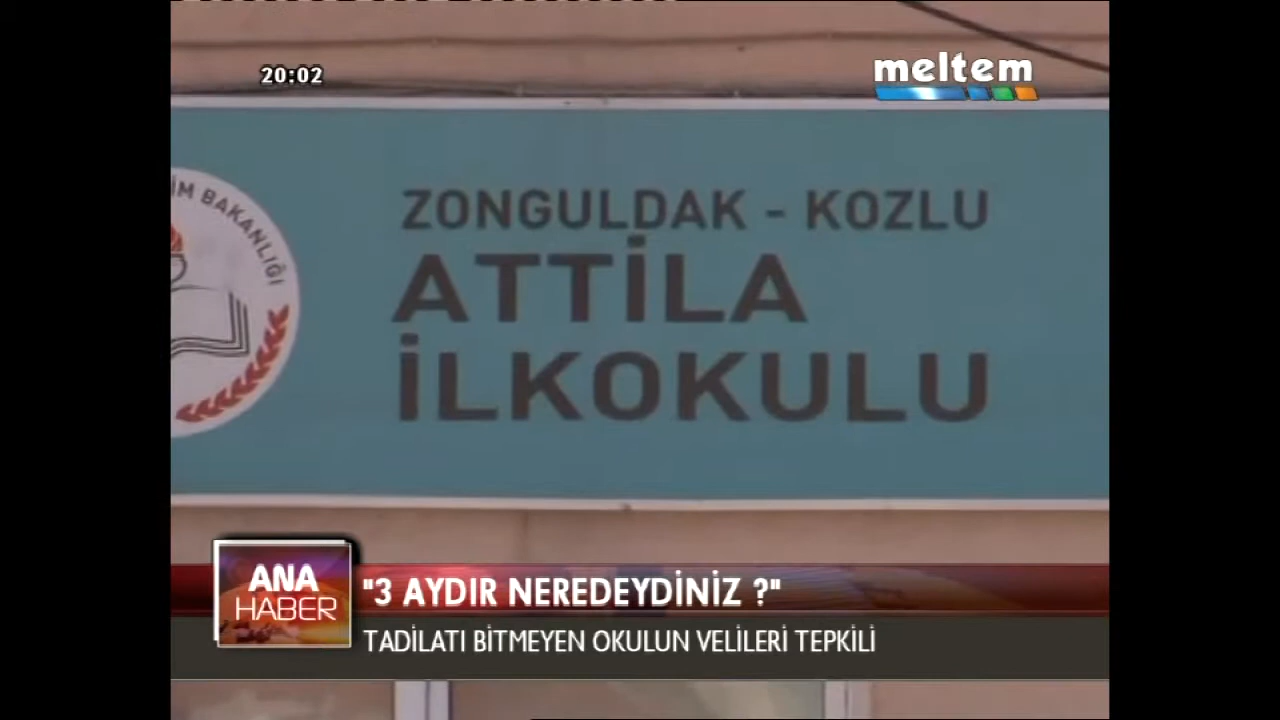 20:02
meltem
İM BAKANLIĞI
ZONGULDAK - KOZLU
ATTİLA
İLKOKULU
ANA
HABER
"3 AYDIR NEREDEYDİNİZ ?"
TADİLATI BİTMEYEN OKULUN VELİLERİ TEPKİLİ